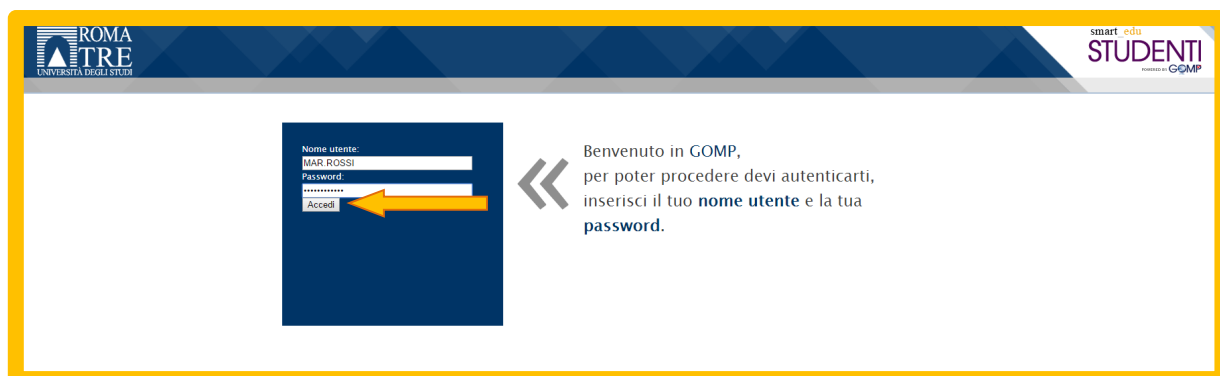 ROMA
TRE
UNIVERSITÀ DEGLI STUDI
smart_edu
STUDENTI
POWERED BY GOMP
Nome utente:
MAR.ROSSI
Password:
••••••••••••
Accedi
Benvenuto in GOMP,
per poter procedere devi autenticarti,
inserisci il tuo nome utente e la tua
password.